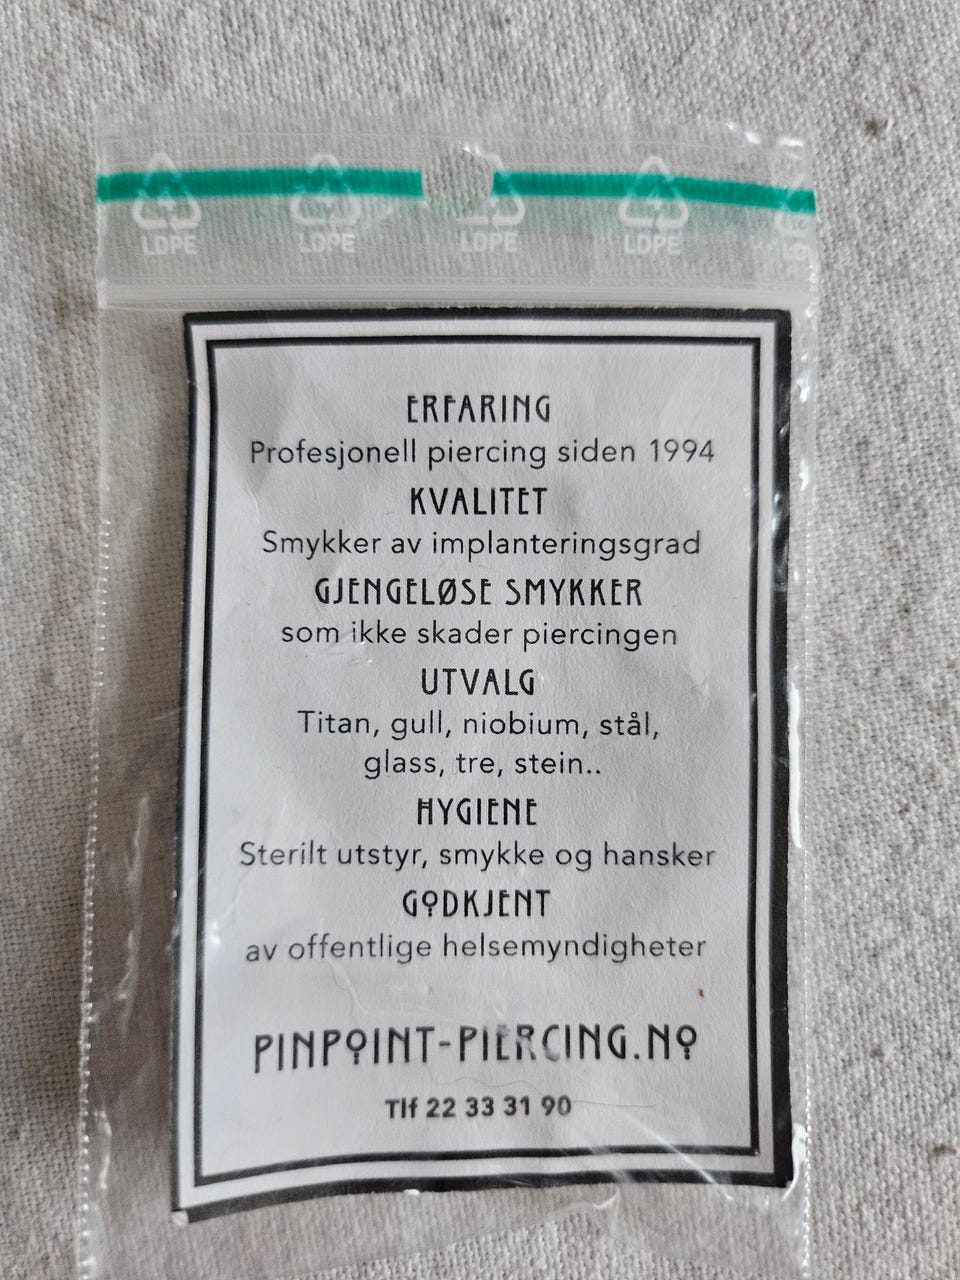 LDPE LDPE LDPE LDPE
ERFARING
Profesjonell piercing siden 1994
KVALITET
Smykker av implanteringsgrad
GJENGELØSE SMYKKER
som ikke skader piercingen
UTVALG
Titan, gull, niobium, stål,
glass, tre, stein..
HYGIENE
Sterilt utstyr, smykke og hansker
GODKJENT
av offentlige helsemyndigheter
PINPOINT-PIERCING.NO
Tlf 22 33 31 90